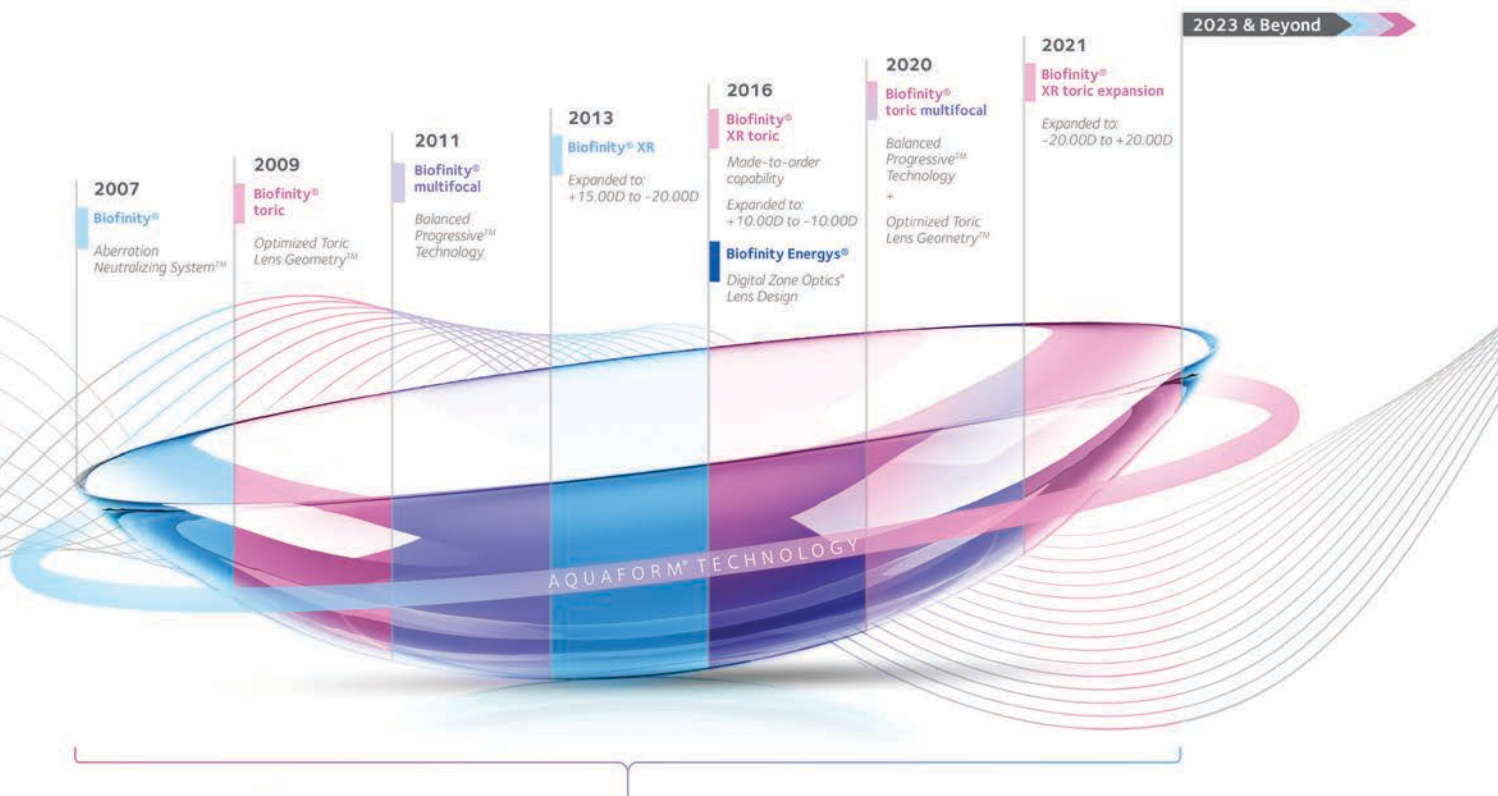 2023 & Beyond
2007
Biofinity®
Aberration
Neutralizing System™
2009
Biofinity®
toric
Optimized Toric
Lens Geometry™
2011
Biofinity®
multifocal
Balanced
Progressive™
Technology
2013
Biofinity® XR
Expanded to:
+15.00D to -20.00D
2016
Biofinity®
XR toric
Made-to-order
capability
Expanded to:
+10.00D to -10.00D
Biofinity Energys®
Digital Zone Optics®
Lens Design
2020
Biofinity®
toric multifocal
Balanced
Progressive™
Technology
+
Optimized Toric
Lens Geometry™
2021
Biofinity®
XR toric expansion
Expanded to:
-20.00D to +20.00D
AQUAFORM® TECHNOLOGY